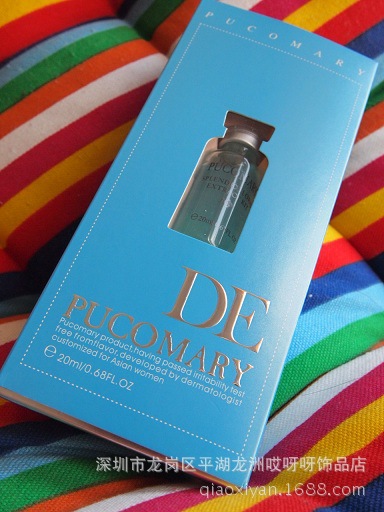 PUCOMARY
PUCOMARY
℮20ml
DE
PUCOMARY
Pucomary product, having passed irritability test
free fromflavor, developed by dermatologist
customized for Asian women
℮20ml/0.68FL.OZ
深圳市龙岗区平湖龙洲哎呀呀饰品店
qiaoxiyan.1688.com